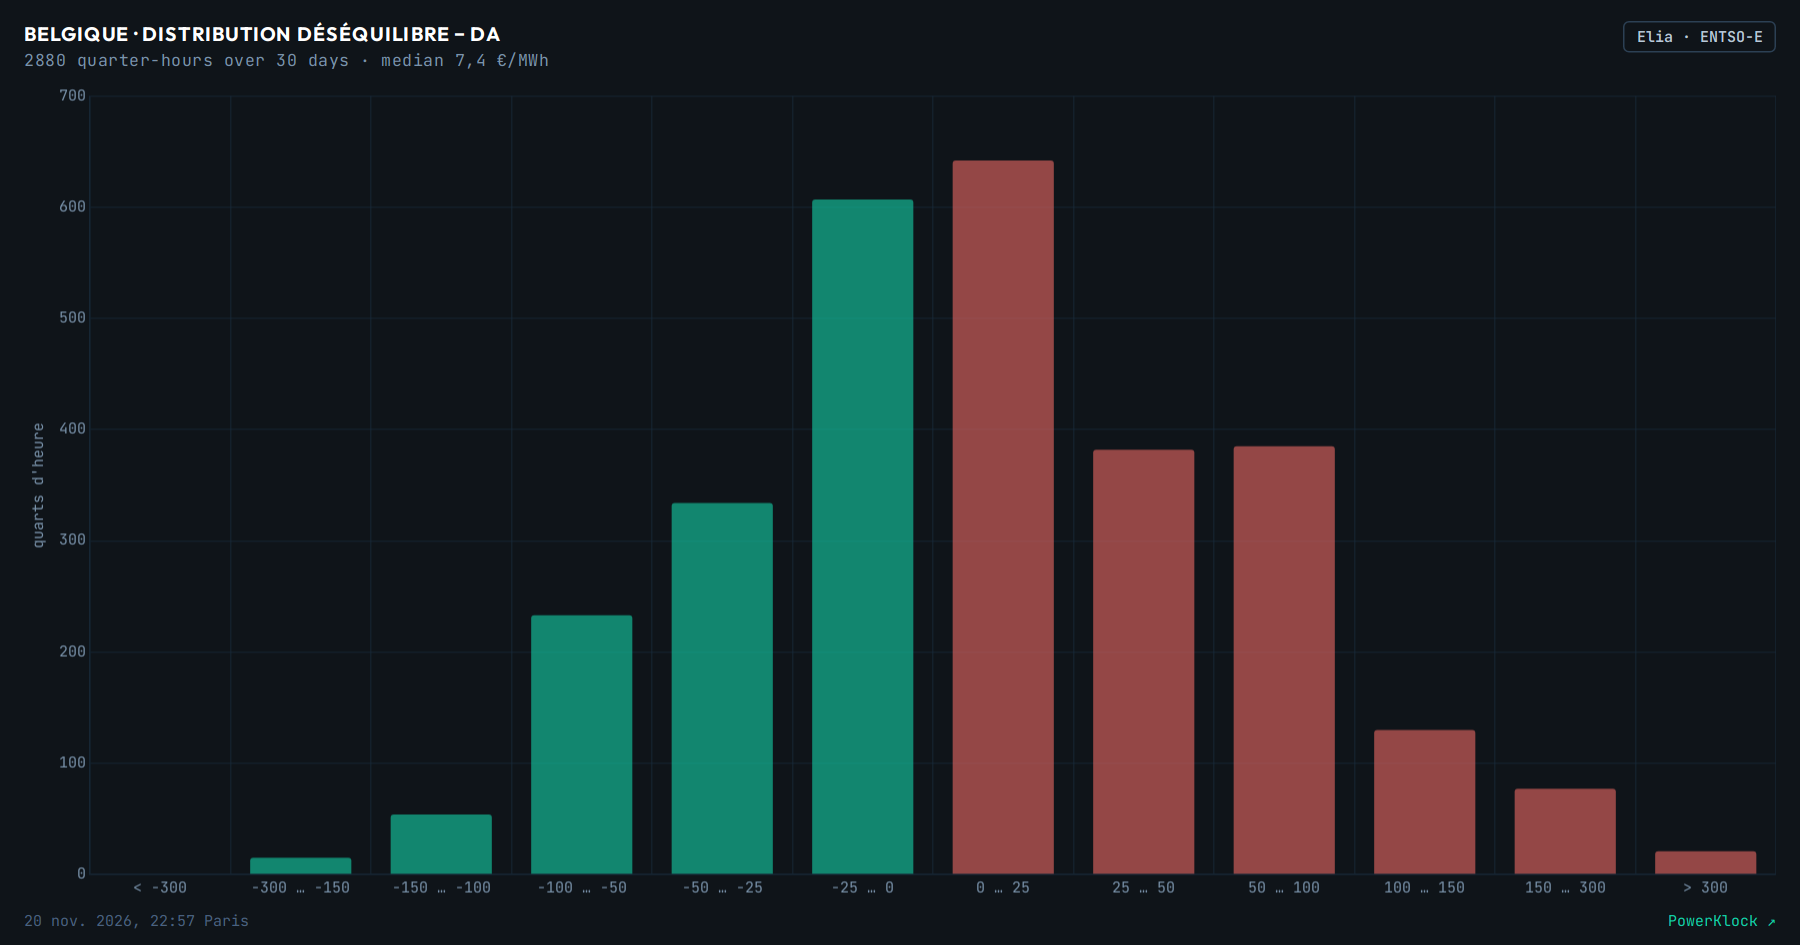 BELGIQUE · DISTRIBUTION DÉSÉQUILIBRE – DA
2880 quarter-hours over 30 days · median 7,4 €/MWh
Elia · ENTSO-E
quarts d'heure
700
600
500
400
300
200
100
0
< -300
-300 … -150
-150 … -100
-100 … -50
-50 … -25
-25 … 0
0 … 25
25 … 50
50 … 100
100 … 150
150 … 300
> 300
20 nov. 2026, 22:57 Paris
PowerKlock ↗